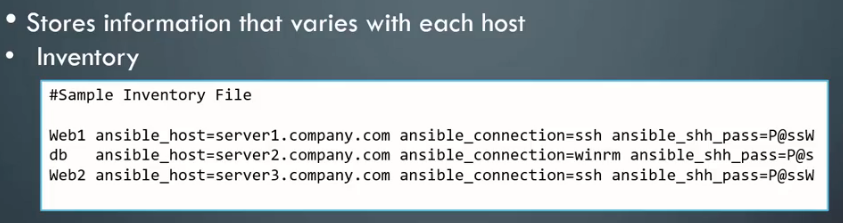 • Stores information that varies with each host
• Inventory
#Sample Inventory File
Web1 ansible_host=server1.company.com ansible_connection=ssh ansible_shh_pass=P@ssW
db ansible_host=server2.company.com ansible_connection=winrm ansible_shh_pass=P@s
Web2 ansible_host=server3.company.com ansible_connection=ssh ansible_shh_pass=P@ssW